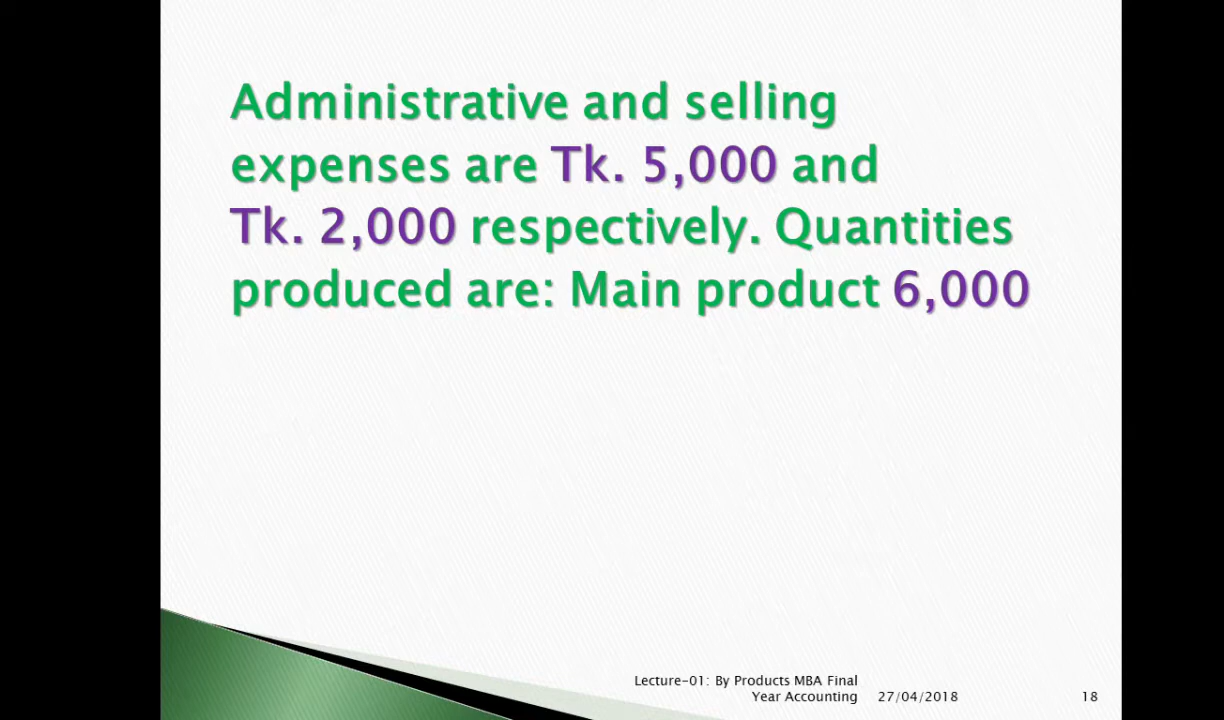 Administrative and selling
expenses are Tk. 5,000 and
Tk. 2,000 respectively. Quantities
produced are: Main product 6,000
Lecture-01: By Products MBA Final
Year Accounting 27/04/2018 18